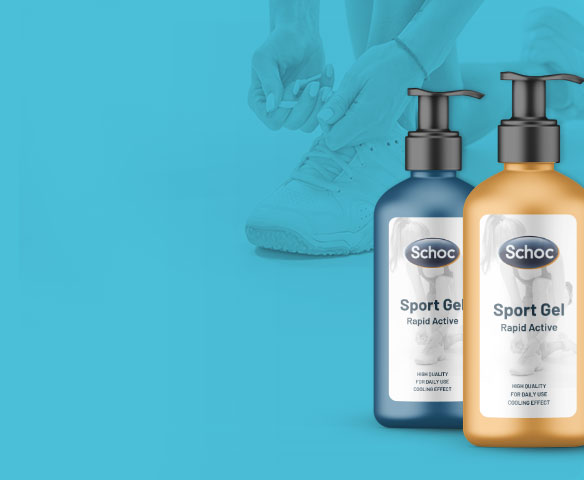 Schoc
Sport Gel
Rapid Active
HIGH QUALITY
FOR DAILY USE
COOLING EFFECT
Schoc
Sport Gel
Rapid Active
HIGH QUALITY
FOR DAILY USE
COOLING EFFECT